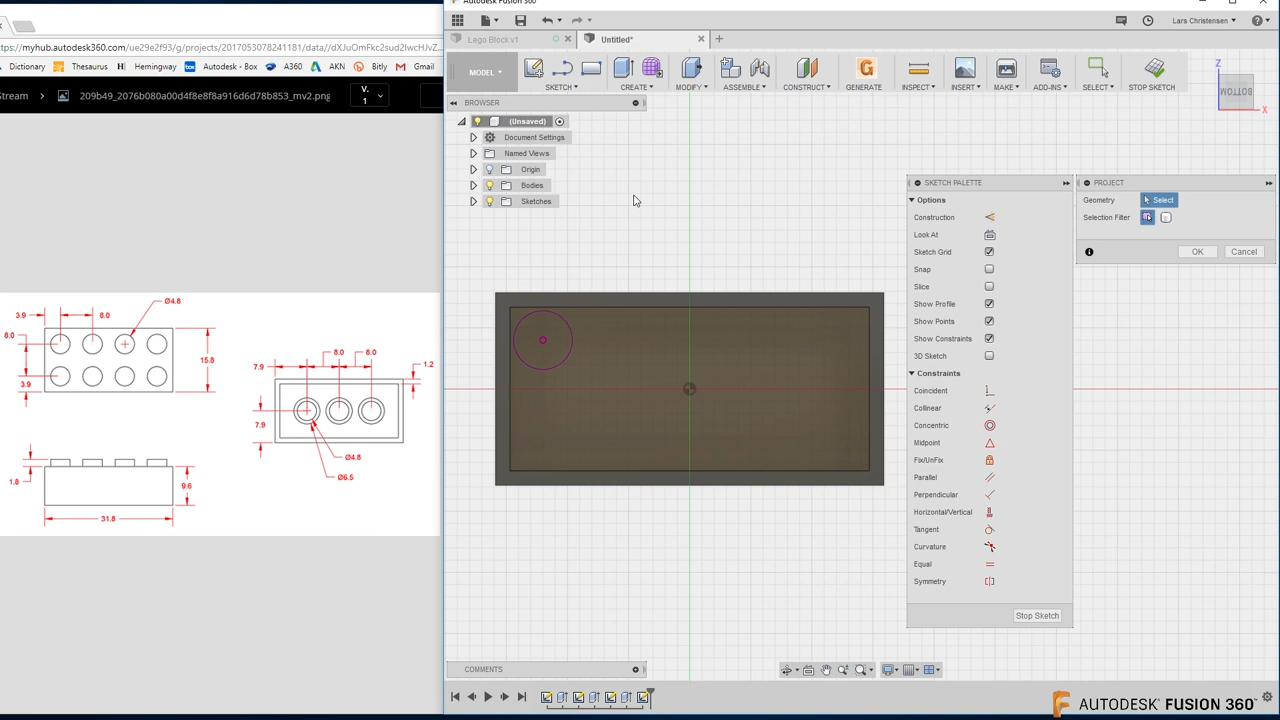 https://myhub.autodesk360.com/ue29e2f93/g/projects/2017053078241181/data/
Dictionary Thesaurus Hemingway Autodesk - Box A360 AKN Bitly Gmail
Stream 209b49_2076b080a00d4f8e8f8a916d6d78b853_mv2.png V. 1
3.9 8.0 Ø4.8
8.0 15.8
3.9
7.9 8.0 8.0 1.2
7.9
Ø4.8
Ø6.5
1.8 9.6
31.8
Autodesk Fusion 360
Lars Christensen
Lego Block v1 Untitled*
MODEL SKETCH CREATE MODIFY ASSEMBLE CONSTRUCT GENERATE INSPECT INSERT MAKE ADD-INS SELECT STOP SKETCH
Z BOTTOM X
BROWSER
(Unsaved)
Document Settings
Named Views
Origin
Bodies
Sketches
SKETCH PALETTE
Options
Construction
Look At
Sketch Grid
Snap
Slice
Show Profile
Show Points
Show Constraints
3D Sketch
Constraints
Coincident
Collinear
Concentric
Midpoint
Fix/UnFix
Parallel
Perpendicular
Horizontal/Vertical
Tangent
Curvature
Equal
Symmetry
Stop Sketch
PROJECT
Geometry Select
Selection Filter
OK Cancel
COMMENTS
AUTODESK® FUSION 360™